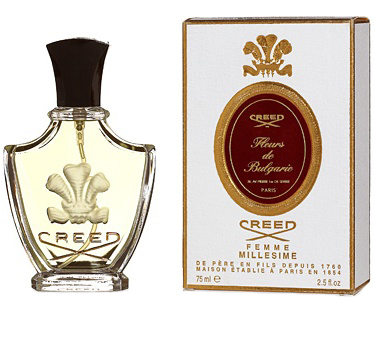 CREED
CREED
Fleurs
de
Bulgarie
PARIS
CREED
FEMME
MILLESIME
DE PÈRE EN FILS DEPUIS 1760
MAISON ÉTABLIE À PARIS EN 1854
75 ml e 2.5 fl.oz